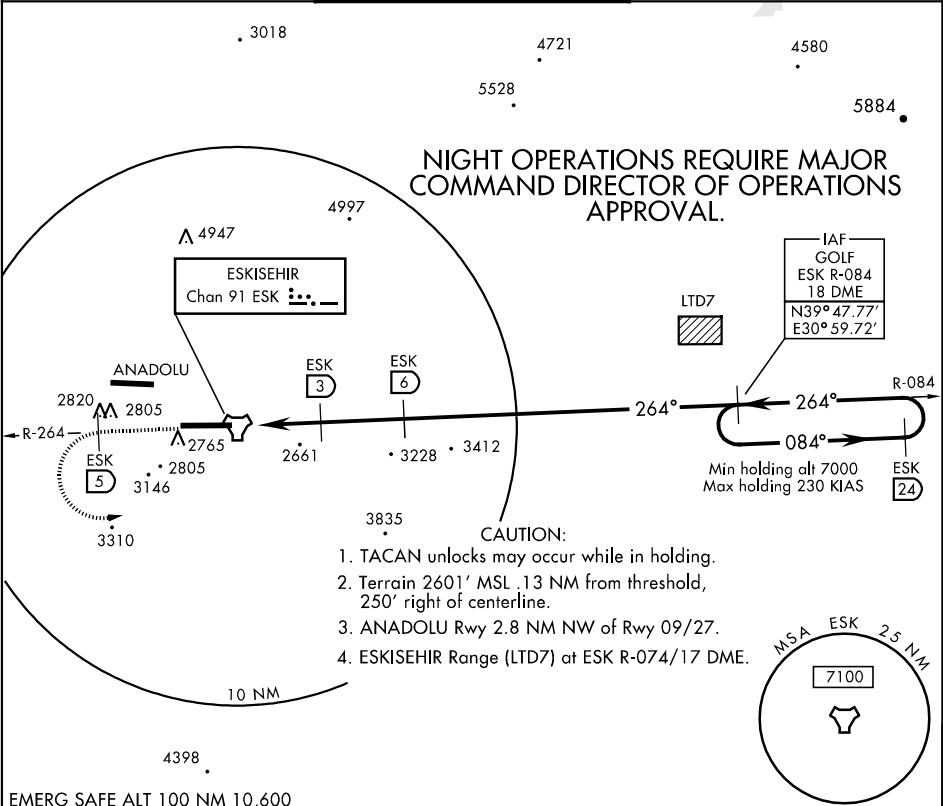 3018
4721
4580
5528
5884
NIGHT OPERATIONS REQUIRE MAJOR
COMMAND DIRECTOR OF OPERATIONS
APPROVAL.
4997
4947
ESKISEHIR
Chan 91 ESK
IAF
GOLF
ESK R-084
18 DME
N39° 47.77'
E30° 59.72'
LTD7
ANADOLU
ESK
3
ESK
6
R-084
2820
2805
264°
264°
R-264
2765
084°
ESK
5
2805
3146
2661
3228
3412
Min holding alt 7000
Max holding 230 KIAS
ESK
24
3310
3835
CAUTION:
1. TACAN unlocks may occur while in holding.
2. Terrain 2601' MSL .13 NM from threshold,
250' right of centerline.
3. ANADOLU Rwy 2.8 NM NW of Rwy 09/27.
4. ESKISEHIR Range (LTD7) at ESK R-074/17 DME.
MSA ESK 25 NM
7100
10 NM
4398
EMERG SAFE ALT 100 NM 10,600